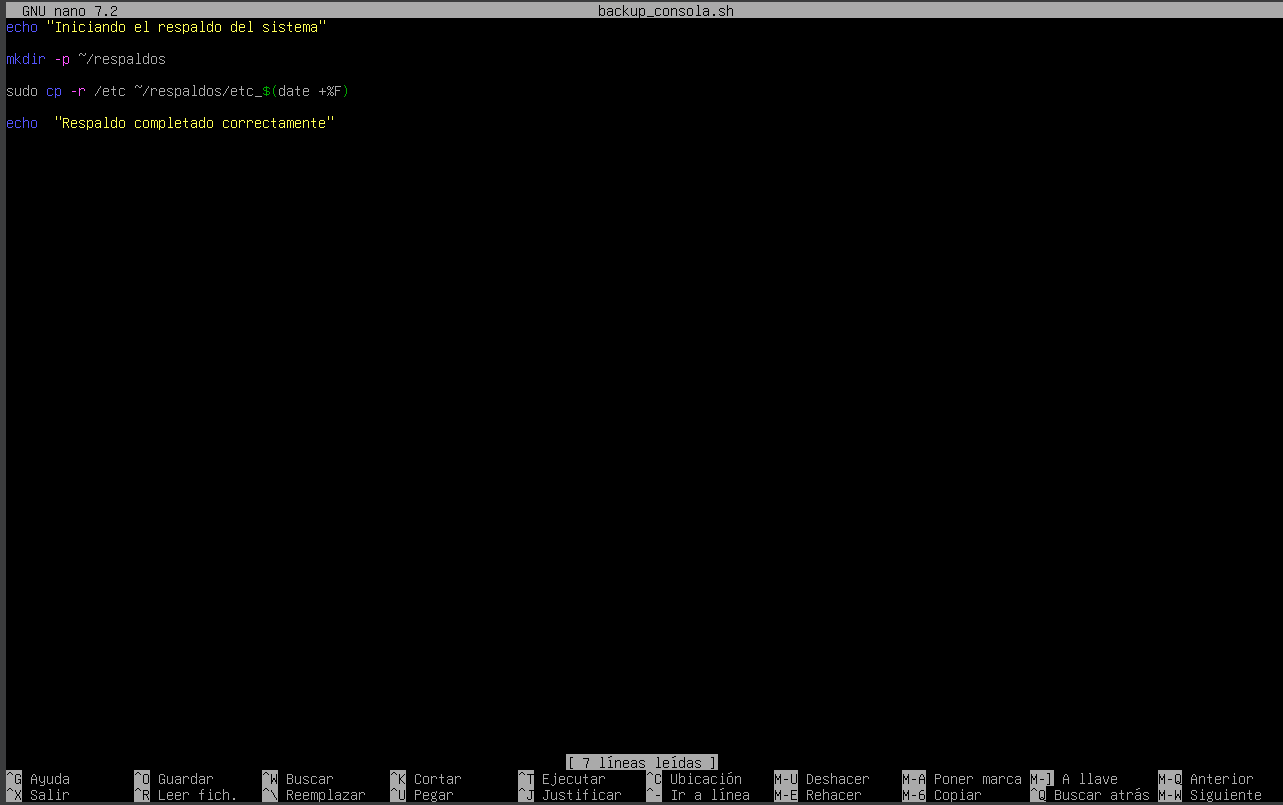 GNU nano 7.2 backup_consola.sh
echo "Iniciando el respaldo del sistema"
mkdir -p ~/respaldos
sudo cp -r /etc ~/respaldos/etc_$(date +%F)
echo  "Respaldo completado correctamente"
[ 7 líneas leídas ]
^G Ayuda ^O Guardar ^W Buscar ^K Cortar ^T Ejecutar ^C Ubicación M-U Deshacer M-A Poner marca M-] A llave M-Q Anterior
^X Salir ^R Leer fich. ^\ Reemplazar ^U Pegar ^J Justificar ^- Ir a línea M-E Rehacer M-6 Copiar ^Q Buscar atrás M-W Siguiente